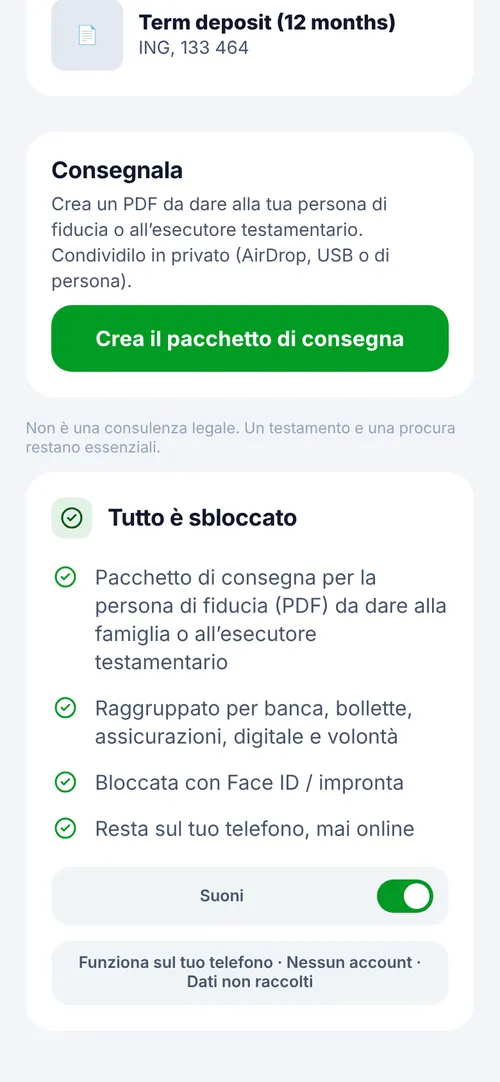 Term deposit (12 months)
ING, 133 464
Consegnala
Crea un PDF da dare alla tua persona di
fiducia o all’esecutore testamentario.
Condividilo in privato (AirDrop, USB o di
persona).
Crea il pacchetto di consegna
Non è una consulenza legale. Un testamento e una procura
restano essenziali.
Tutto è sbloccato
Pacchetto di consegna per la
persona di fiducia (PDF) da dare alla
famiglia o all’esecutore
testamentario
Raggruppato per banca, bollette,
assicurazioni, digitale e volontà
Bloccata con Face ID / impronta
Resta sul tuo telefono, mai online
Suoni
Funziona sul tuo telefono · Nessun account ·
Dati non raccolti